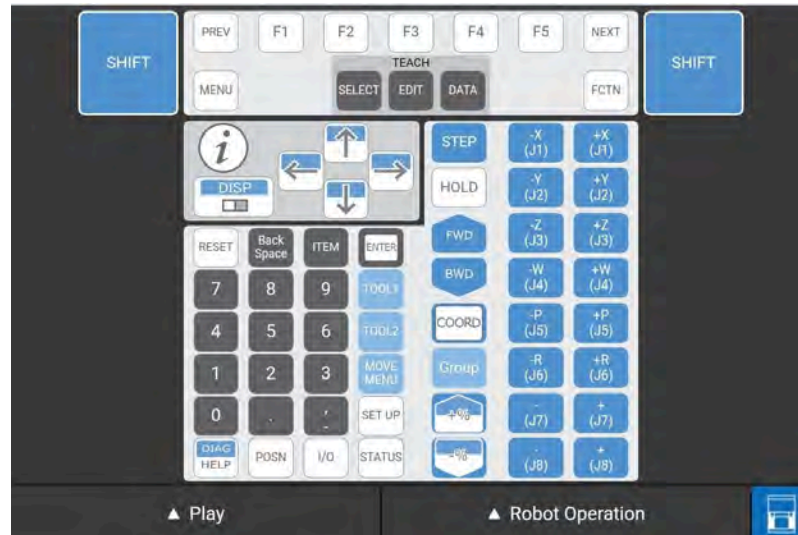 PREV F1 F2 F3 F4 F5 NEXT
SHIFT
SHIFT
TEACH
MENU SELECT EDIT DATA FCTN
i
DISP
STEP -X (J1) +X (J1)
HOLD -Y (J2) +Y (J2)
FWD -Z (J3) +Z (J3)
BWD -W (J4) +W (J4)
COORD -P (J5) +P (J5)
Group -R (J6) +R (J6)
+% - (J7) + (J7)
-% - (J8) + (J8)
RESET Back Space ITEM ENTER
7 8 9 TOOL1
4 5 6 TOOL2
1 2 3 MOVE MENU
0 . , - SET UP
DIAG HELP POSN I/O STATUS
▲ Play
▲ Robot Operation